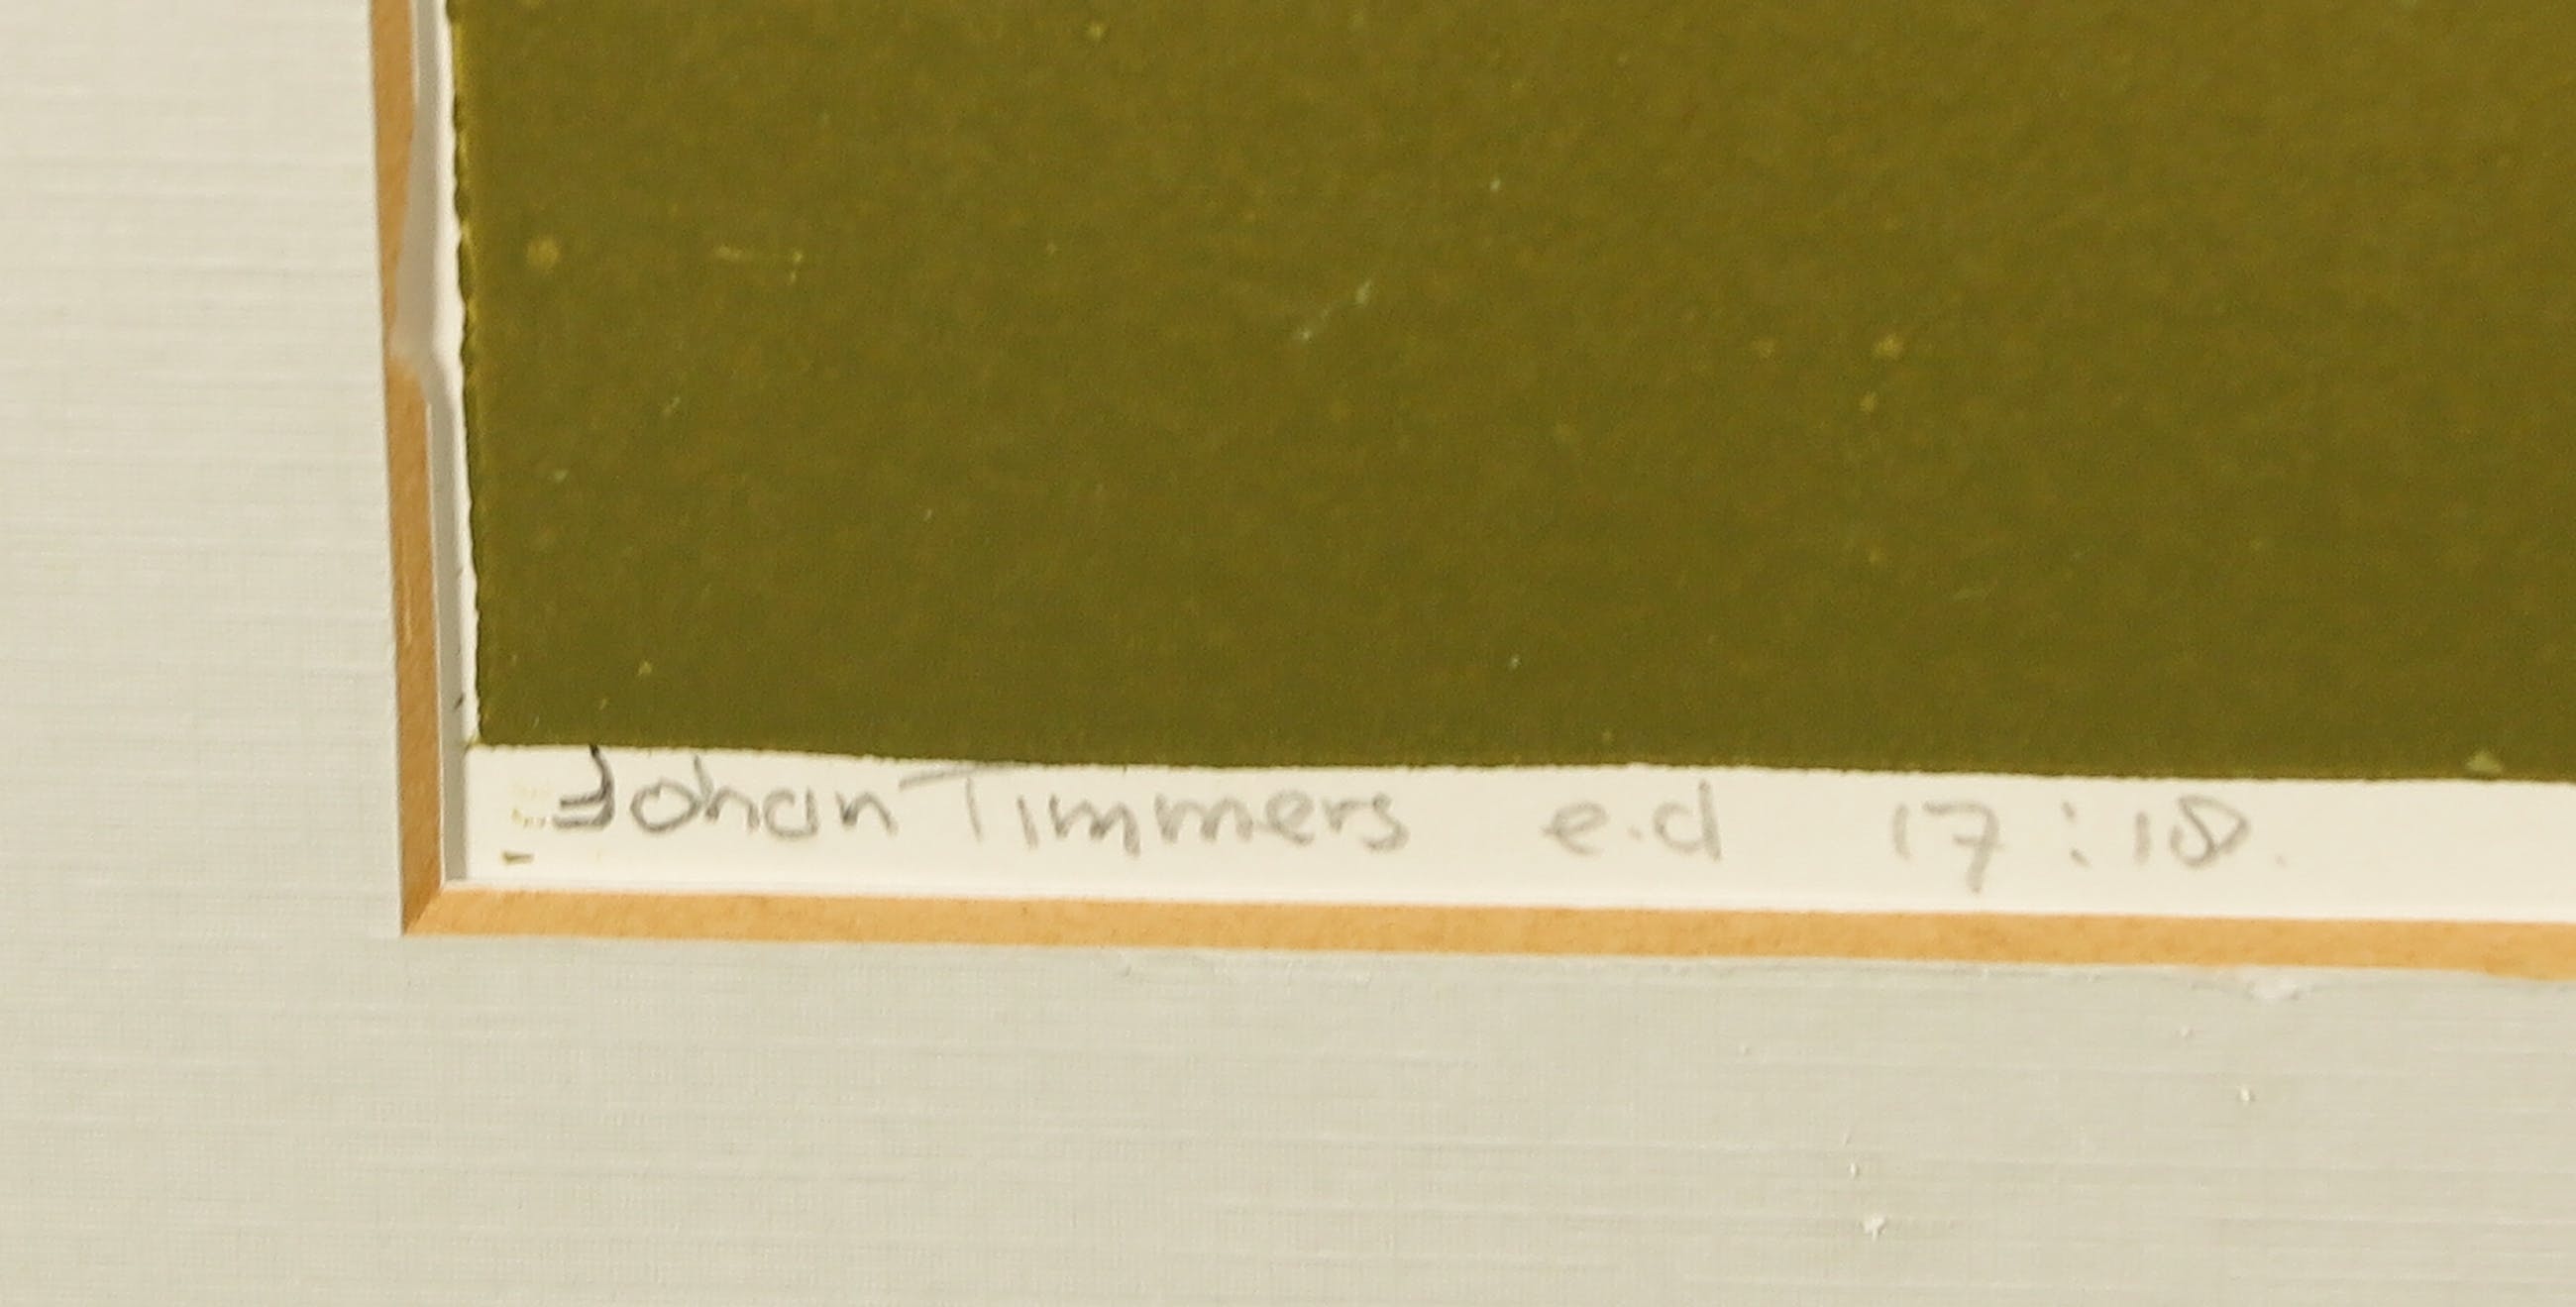 Johan Timmers e.d 17:18.